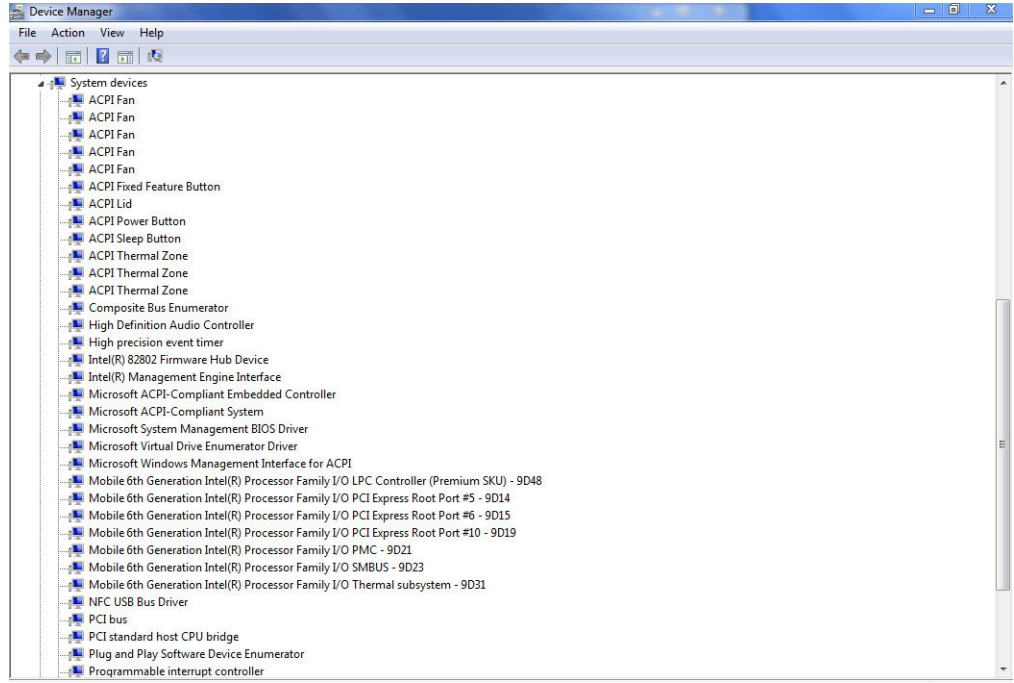 Device Manager
File Action View Help
System devices
ACPI Fan
ACPI Fan
ACPI Fan
ACPI Fan
ACPI Fan
ACPI Fixed Feature Button
ACPI Lid
ACPI Power Button
ACPI Sleep Button
ACPI Thermal Zone
ACPI Thermal Zone
ACPI Thermal Zone
Composite Bus Enumerator
High Definition Audio Controller
High precision event timer
Intel(R) 82802 Firmware Hub Device
Intel(R) Management Engine Interface
Microsoft ACPI-Compliant Embedded Controller
Microsoft ACPI-Compliant System
Microsoft System Management BIOS Driver
Microsoft Virtual Drive Enumerator Driver
Microsoft Windows Management Interface for ACPI
Mobile 6th Generation Intel(R) Processor Family I/O LPC Controller (Premium SKU) - 9D48
Mobile 6th Generation Intel(R) Processor Family I/O PCI Express Root Port #5 - 9D14
Mobile 6th Generation Intel(R) Processor Family I/O PCI Express Root Port #6 - 9D15
Mobile 6th Generation Intel(R) Processor Family I/O PCI Express Root Port #10 - 9D19
Mobile 6th Generation Intel(R) Processor Family I/O PMC - 9D21
Mobile 6th Generation Intel(R) Processor Family I/O SMBUS - 9D23
Mobile 6th Generation Intel(R) Processor Family I/O Thermal subsystem - 9D31
NFC USB Bus Driver
PCI bus
PCI standard host CPU bridge
Plug and Play Software Device Enumerator
Programmable interrupt controller